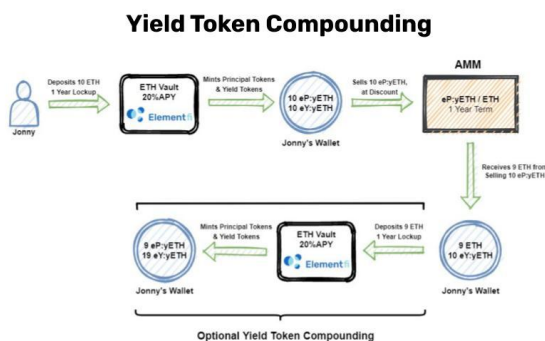 Yield Token Compounding
Deposits 10 ETH
1 Year Lockup
Jonny
ETH Vault
20%APY
Element.fi
Mints Principal Tokens
& Yield Tokens
10 eP:yETH
10 eY:yETH
Jonny's Wallet
Sells 10 eP:yETH,
at Discount
AMM
eP:yETH / ETH
1 Year Term
Receives 9 ETH from
Selling 10 eP:yETH
9 ETH
10 eY:yETH
Jonny's Wallet
Deposits 9 ETH
1 Year Lockup
ETH Vault
20%APY
Element.fi
Mints Principal Tokens
& Yield Tokens
9 eP:yETH
19 eY:yETH
Jonny's Wallet
Optional Yield Token Compounding